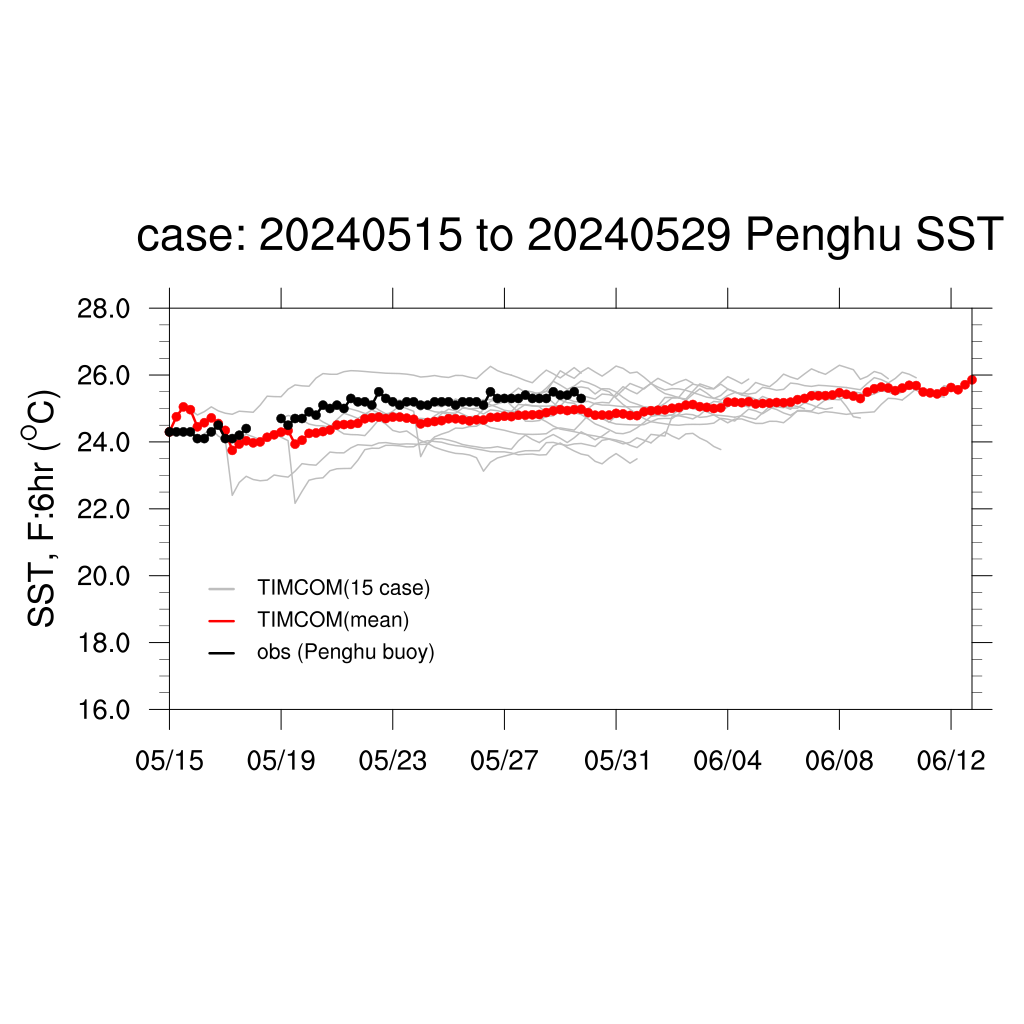 case: 20240515 to 20240529 Penghu SST
SST, F:6hr (°C)
28.0
26.0
24.0
22.0
20.0
18.0
16.0
TIMCOM(15 case)
TIMCOM(mean)
obs (Penghu buoy)
05/15 05/19 05/23 05/27 05/31 06/04 06/08 06/12